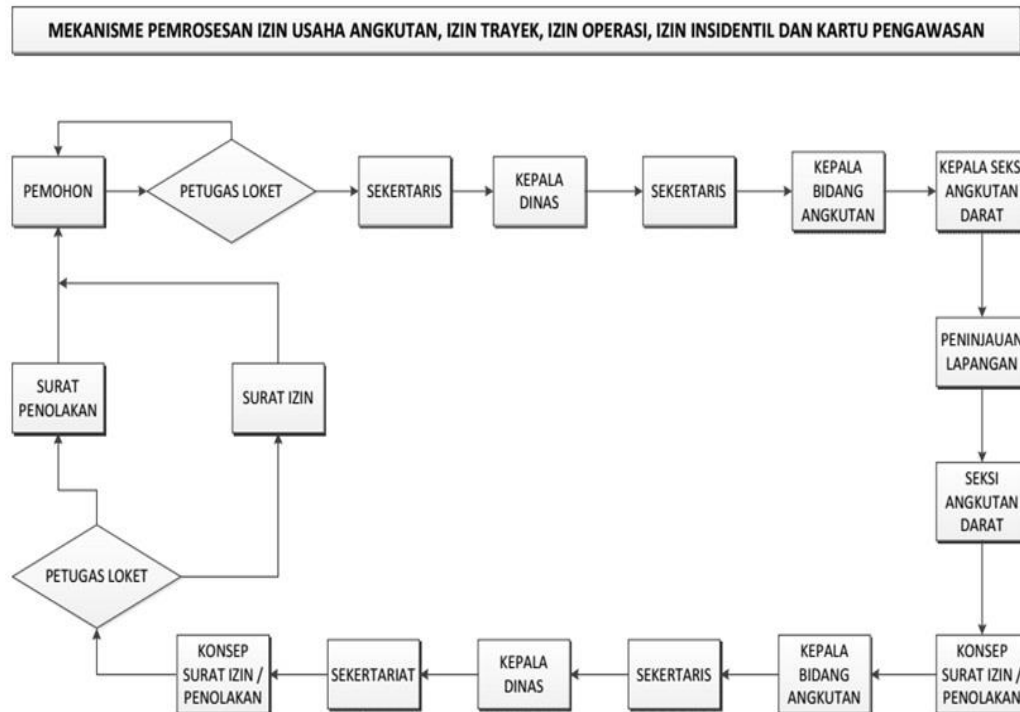 MEKANISME PEMROSESAN IZIN USAHA ANGKUTAN, IZIN TRAYEK, IZIN OPERASI, IZIN INSIDENTIL DAN KARTU PENGAWASAN
PEMOHON
PETUGAS LOKET
SEKERTARIS
KEPALA
DINAS
SEKERTARIS
KEPALA
BIDANG
ANGKUTAN
KEPALA SEKSI
ANGKUTAN
DARAT
PENINJAUAN
LAPANGAN
SEKSI
ANGKUTAN
DARAT
KONSEP
SURAT IZIN /
PENOLAKAN
KEPALA
BIDANG
ANGKUTAN
SEKERTARIS
KEPALA
DINAS
SEKERTARIAT
KONSEP
SURAT IZIN /
PENOLAKAN
PETUGAS LOKET
SURAT
PENOLAKAN
SURAT IZIN